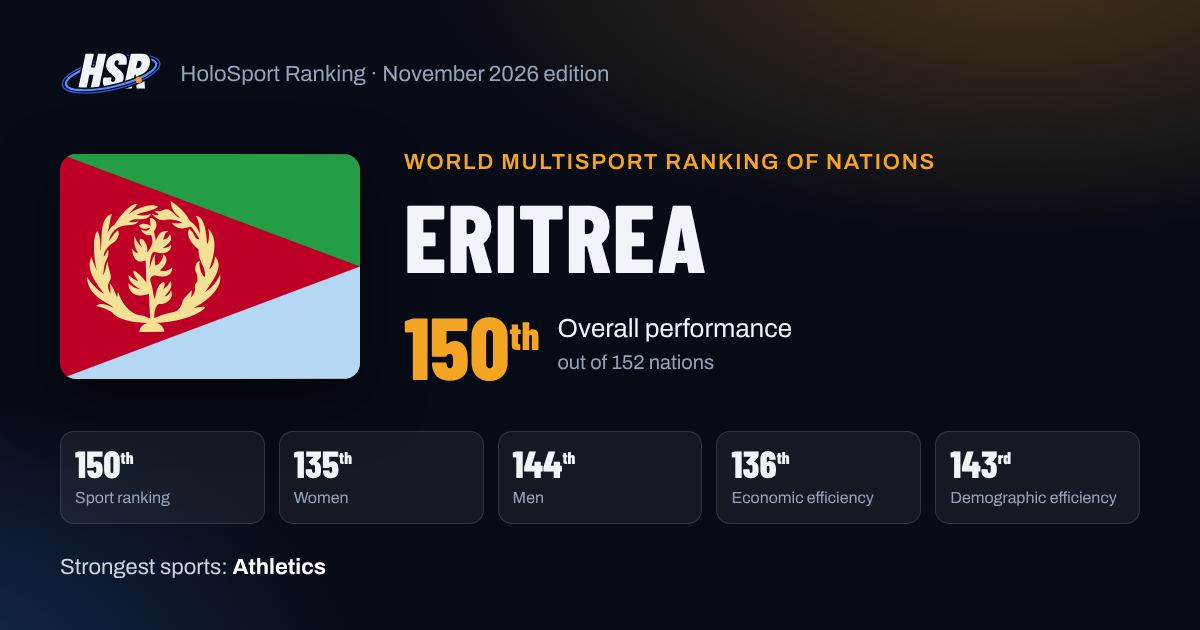 HSR
HoloSport Ranking · November 2026 edition
WORLD MULTISPORT RANKING OF NATIONS
ERITREA
150th
Overall performance
out of 152 nations
150th
Sport ranking
135th
Women
144th
Men
136th
Economic efficiency
143rd
Demographic efficiency
Strongest sports: Athletics